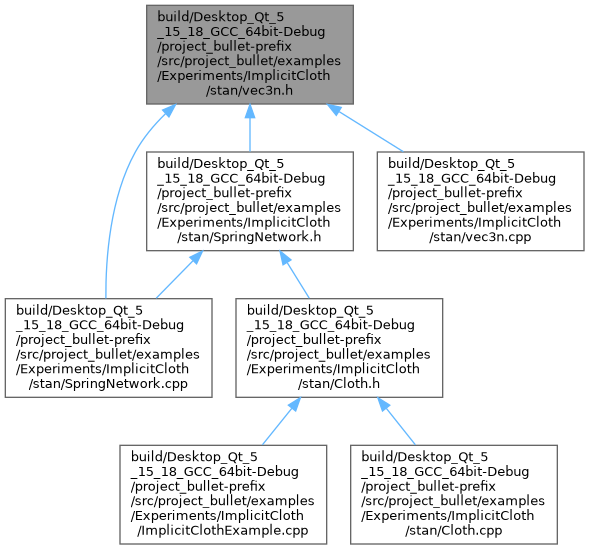 build/Desktop_Qt_5
_15_18_GCC_64bit-Debug
/project_bullet-prefix
/src/project_bullet/examples
/Experiments/ImplicitCloth
/stan/vec3n.h
build/Desktop_Qt_5
_15_18_GCC_64bit-Debug
/project_bullet-prefix
/src/project_bullet/examples
/Experiments/ImplicitCloth
/stan/SpringNetwork.h
build/Desktop_Qt_5
_15_18_GCC_64bit-Debug
/project_bullet-prefix
/src/project_bullet/examples
/Experiments/ImplicitCloth
/stan/vec3n.cpp
build/Desktop_Qt_5
_15_18_GCC_64bit-Debug
/project_bullet-prefix
/src/project_bullet/examples
/Experiments/ImplicitCloth
/stan/SpringNetwork.cpp
build/Desktop_Qt_5
_15_18_GCC_64bit-Debug
/project_bullet-prefix
/src/project_bullet/examples
/Experiments/ImplicitCloth
/stan/Cloth.h
build/Desktop_Qt_5
_15_18_GCC_64bit-Debug
/project_bullet-prefix
/src/project_bullet/examples
/Experiments/ImplicitCloth
/ImplicitClothExample.cpp
build/Desktop_Qt_5
_15_18_GCC_64bit-Debug
/project_bullet-prefix
/src/project_bullet/examples
/Experiments/ImplicitCloth
/stan/Cloth.cpp